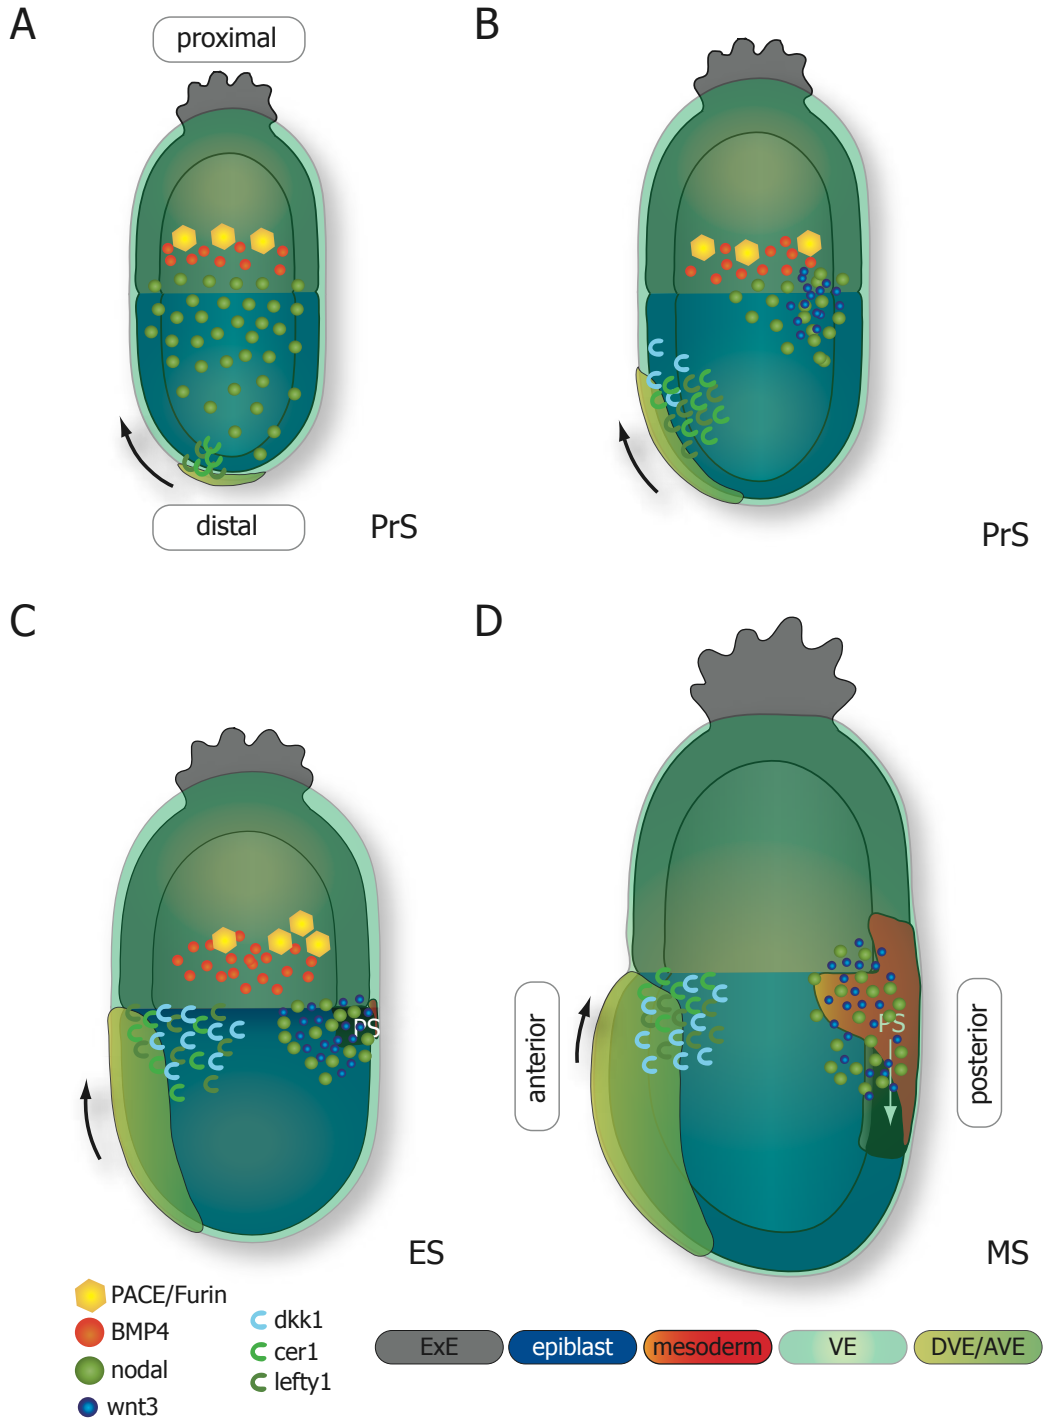 A
proximal
B
distal
PrS
PrS
C
D
PS
PS
anterior
posterior
ES
MS
PACE/Furin
BMP4
nodal
wnt3
dkk1
cer1
lefty1
ExE
epiblast
mesoderm
VE
DVE/AVE